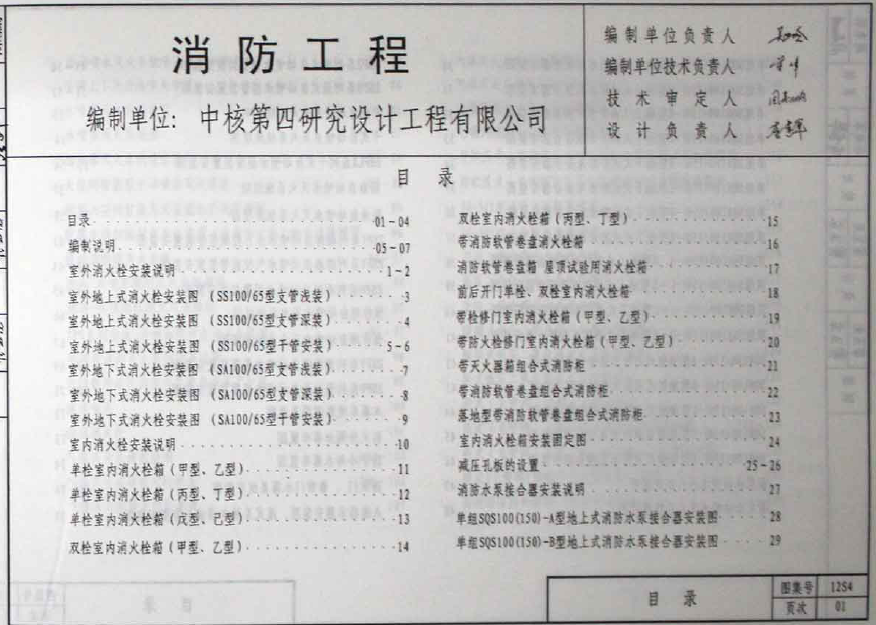 消防工程
编制单位: 中核第四研究设计工程有限公司
编制单位负责人
编制单位技术负责人
技术审定人
设计负责人
目 录
目录 01-04
编制说明 05-07
室外消火栓安装说明 1-2
室外地上式消火栓安装图 (SS100/65型支管浅装) 3
室外地上式消火栓安装图 (SS100/65型支管深装) 4
室外地上式消火栓安装图 (SS100/65型干管安装) 5-6
室外地下式消火栓安装图 (SA100/65型支管浅装) 7
室外地下式消火栓安装图 (SA100/65型支管深装) 8
室外地下式消火栓安装图 (SA100/65型干管安装) 9
室内消火栓安装说明 10
单栓室内消火栓箱(甲型、乙型) 11
单栓室内消火栓箱(丙型、丁型) 12
单栓室内消火栓箱(戊型、己型) 13
双栓室内消火栓箱(甲型、乙型) 14
双栓室内消火栓箱(丙型、丁型) 15
带消防软管卷盘消火栓箱 16
消防软管卷盘箱 屋顶试验用消火栓箱 17
前后开门单栓、双栓室内消火栓箱 18
带检修门室内消火栓箱(甲型、乙型) 19
带防火检修门室内消火栓箱(甲型、乙型) 20
带灭火器箱组合式消防柜 21
带消防软管卷盘组合式消防柜 22
落地型带消防软管卷盘组合式消防柜 23
室内消火栓箱安装固定图 24
减压孔板的设置 25-26
消防水泵接合器安装说明 27
单组SQS100(150)-A型地上式消防水泵接合器安装图 28
单组SQS100(150)-B型地上式消防水泵接合器安装图 29
目 录
图集号 12S4
页次 01